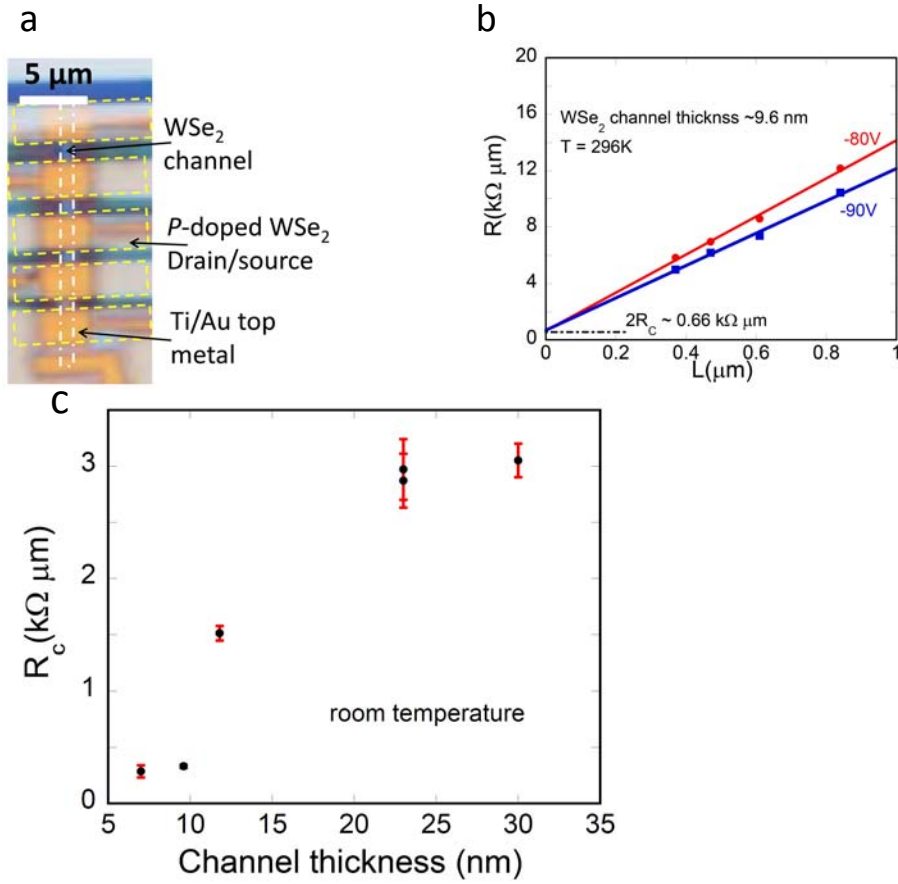 a
5 μm
WSe2
channel
P-doped WSe2
Drain/source
Ti/Au top
metal
b
20
16
12
8
4
0
R(kΩ μm)
WSe2 channel thicknss ~9.6 nm
T = 296K
-80V
-90V
2RC ~ 0.66 kΩ μm
0
0.2
0.4
0.6
0.8
1
L(μm)
c
3
2
1
0
Rc(kΩ μm)
room temperature
5
10
15
20
25
30
35
Channel thickness (nm)